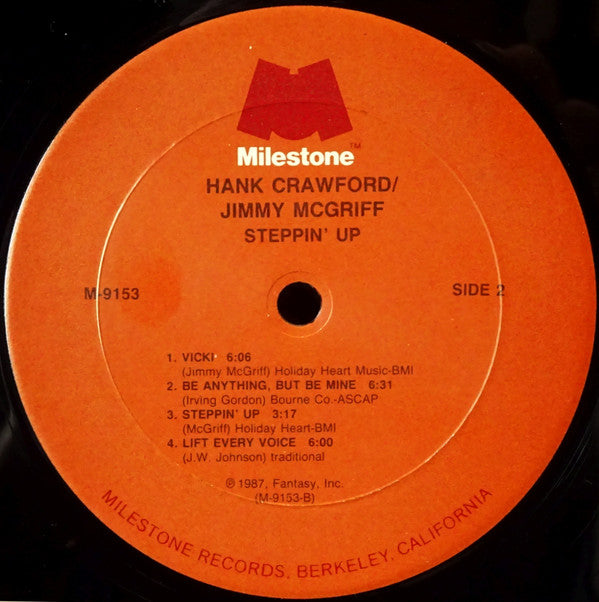 Milestone™
HANK CRAWFORD/
JIMMY MCGRIFF
STEPPIN' UP
M-9153
SIDE 2
1. VICKI 6:06
(Jimmy McGriff) Holiday Heart Music-BMI
2. BE ANYTHING, BUT BE MINE 6:31
(Irving Gordon) Bourne Co.-ASCAP
3. STEPPIN' UP 3:17
(McGriff) Holiday Heart-BMI
4. LIFT EVERY VOICE 6:00
(J.W. Johnson) traditional
℗ 1987, Fantasy, Inc.
(M-9153-B)
MILESTONE RECORDS, BERKELEY, CALIFORNIA